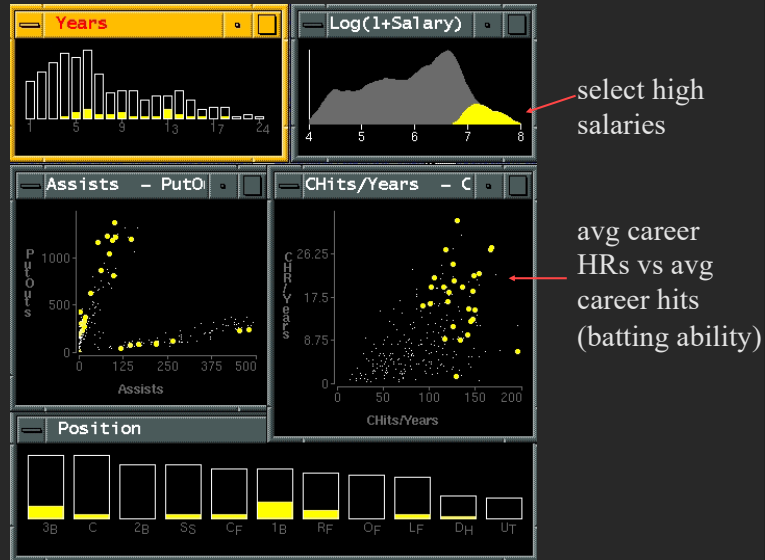 Years
1 5 9 13 17 24
Log(1+Salary)
4 5 6 7 8
select high
salaries
Assists - PutO
PutOuts
1000
500
0
0 125 250 375 500
Assists
CHits/Years - C
CHR/Years
26.25
17.5
8.75
0
0 50 100 150 200
CHits/Years
avg career
HRs vs avg
career hits
(batting ability)
Position
3B C 2B SS CF 1B RF OF LF DH UT